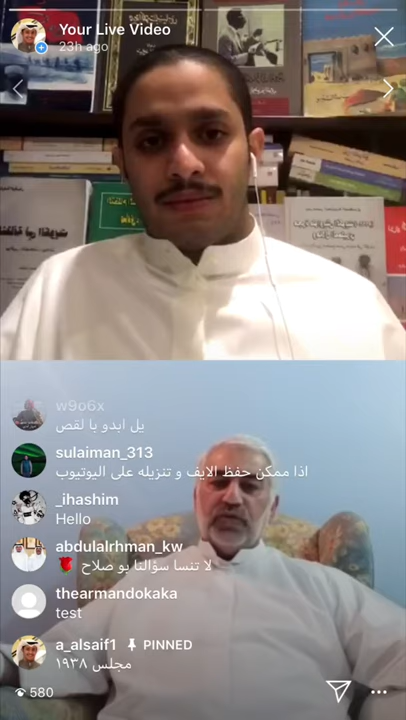 Your Live Video
23h ago
w9o6x
يل ابدو يا لقص
sulaiman_313
اذا ممكن حفظ الايف و تنزيله على اليوتيوب
_ihashim
Hello
abdulalrhman_kw
لا تنسا سؤالنا بو صلاح 🌹
thearmandokaka
test
a_alsaif1 PINNED
مجلس ١٩٣٨
580